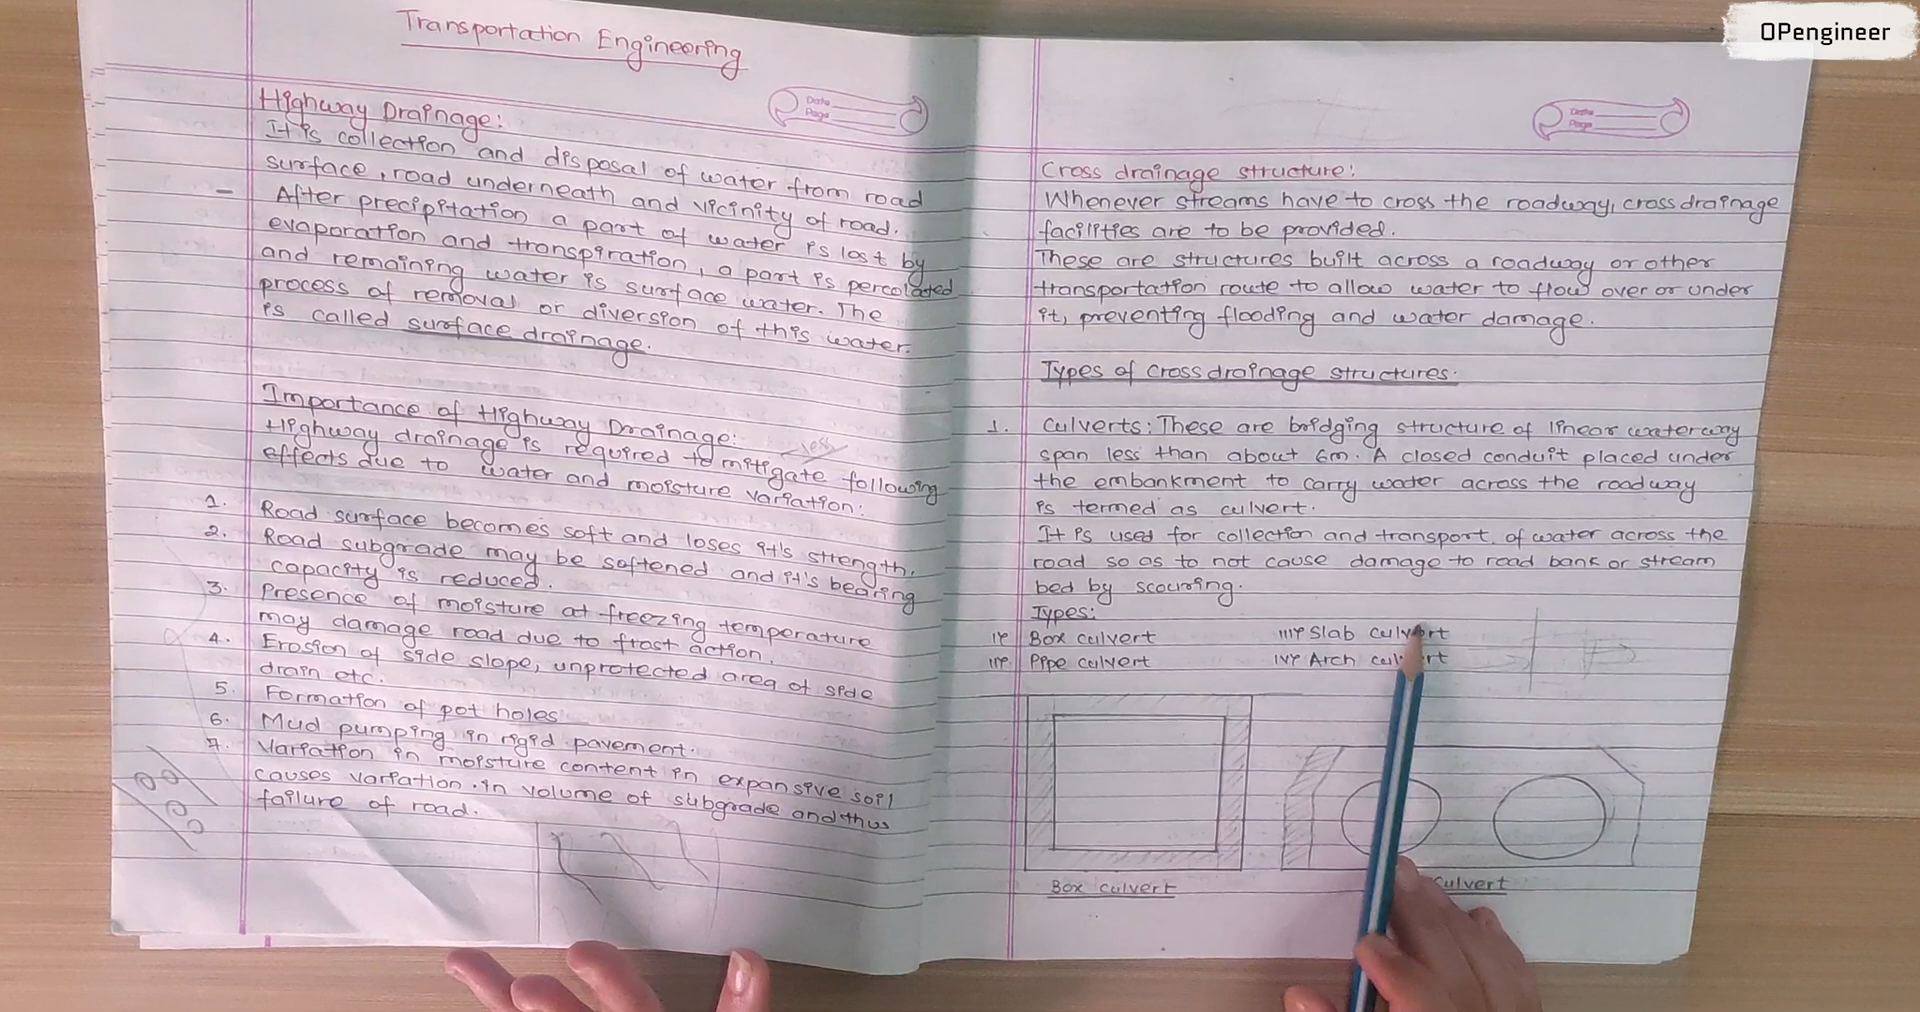 OPengineer
Transportation Engineering
Date
Page
Highway Drainage:
It is collection and disposal of water from road
surface, road underneath and vicinity of road.
- After precipitation a part of water is lost by
evaporation and transpiration, a part is percolated
and remaining water is surface water. The
process of removal or diversion of this water.
is called surface drainage.
Importance of Highway Drainage:
Highway drainage is required to mitigate following
effects due to water and moisture variation:
1. Road surface becomes soft and loses it's strength.
2. Road subgrade may be softened and it's bearing
capacity is reduced.
3. Presence of moisture at freezing temperature
may damage road due to frost action.
4. Erosion of side slope, unprotected area of side
drain etc.
5. Formation of pot holes
6. Mud pumping in rigid pavement.
7. Variation in moisture content in expansive soil
causes variation in volume of subgrade and thus
failure of road.
Date
Page
Cross drainage structure:
Whenever streams have to cross the roadway, cross drainage
facilities are to be provided.
These are structures built across a roadway or other
transportation route to allow water to flow over or under
it, preventing flooding and water damage.
Types of cross drainage structures.
1. Culverts: These are bridging structure of linear waterway
span less than about 6m. A closed conduit placed under
the embankment to carry water across the roadway
is termed as culvert.
It is used for collection and transport of water across the
road so as to not cause damage to road bank or stream
bed by scouring.
Types:
i) Box culvert iii) Slab culvert
ii) Pipe culvert iv) Arch culvert
Box culvert
culvert